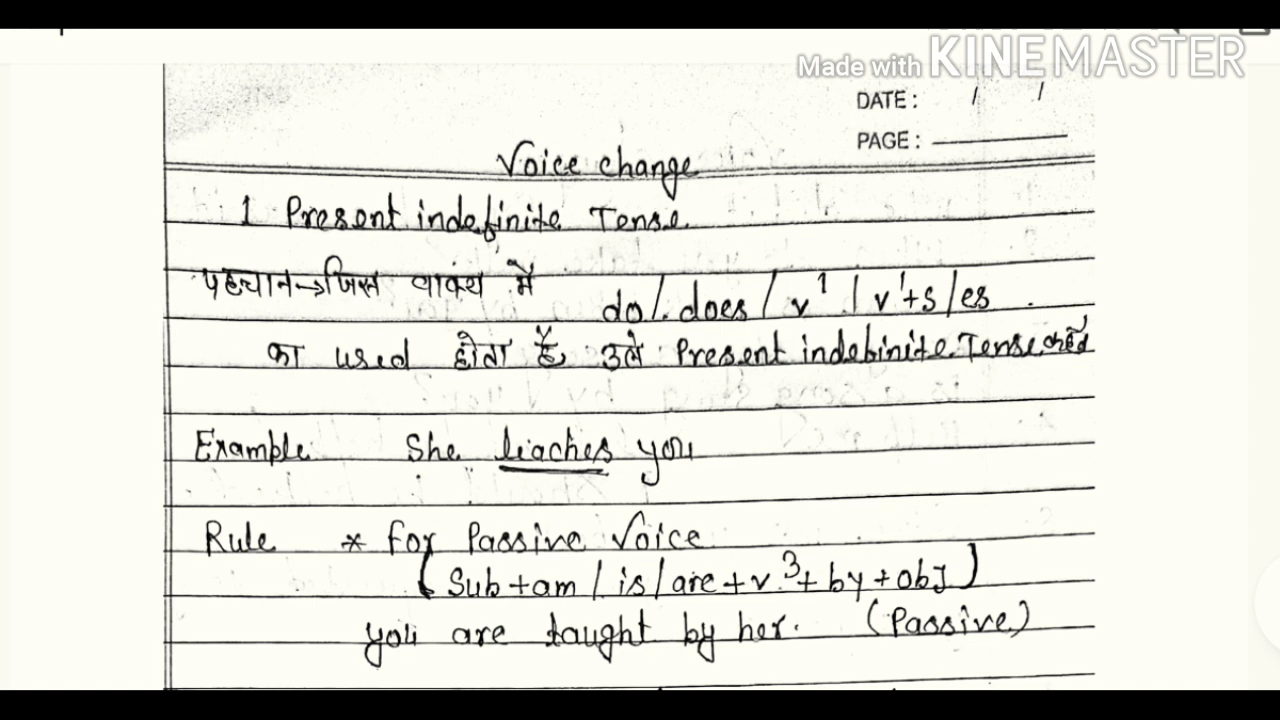 Made with KINEMASTER
DATE: / /
PAGE:
Voice change
1 Present indefinite Tense
पहचान→जिस वाक्य में do/does/v¹/v¹+s/es
का used होता है उसे Present indebinite Tense कहते
Example She teaches you
Rule * for Passive Voice
(Sub+am/is/are+v³+by+obj)
you are taught by her. (Passive)